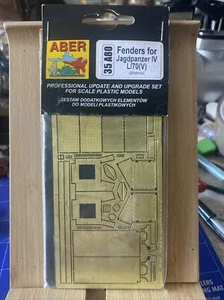 ABER
35 A80
Fenders for
Jagdpanzer IV
L/70(V)
PROFESSIONAL UPDATE AND UPGRADE SET
FOR SCALE PLASTIC MODELS
ZESTAW DODATKOWYCH ELEMENTÓW
DO MODELI PLASTIKOWYCH